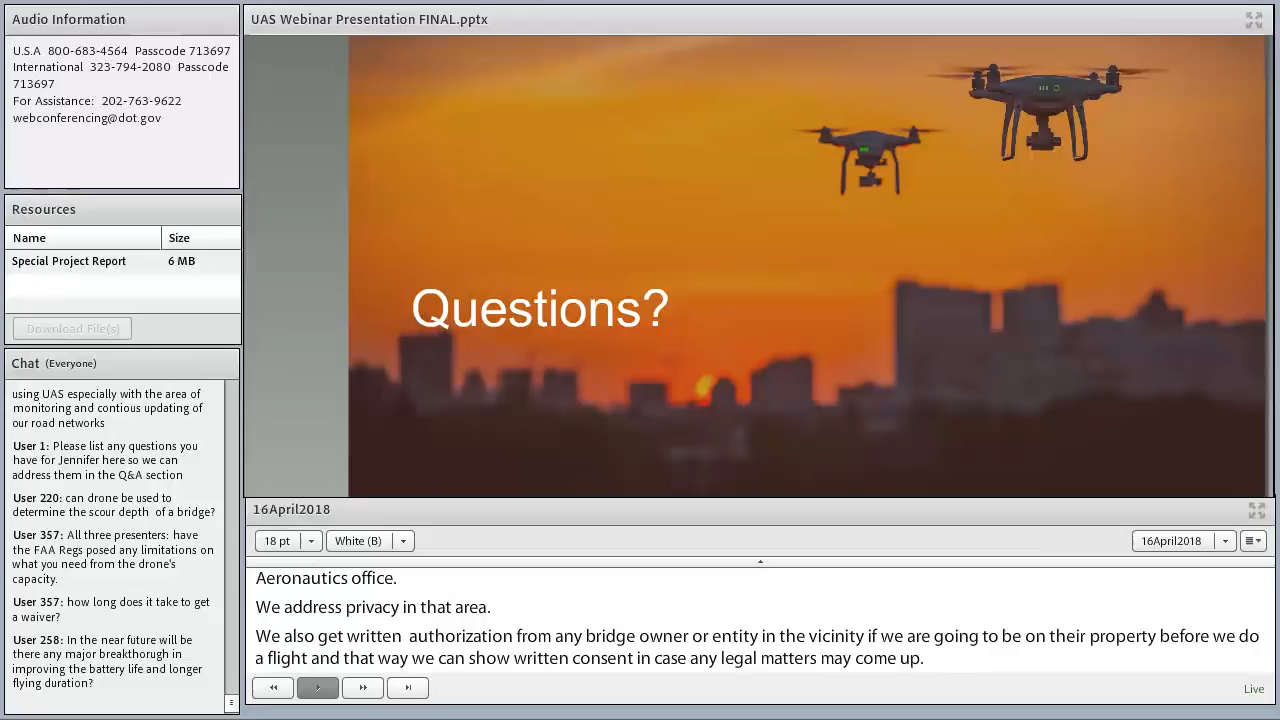 Audio Information
U.S.A 800-683-4564 Passcode 713697
International 323-794-2080 Passcode
713697
For Assistance: 202-763-9622
webconferencing@dot.gov
Resources
Name Size
Special Project Report 6 MB
Download File(s)
Chat (Everyone)
using UAS especially with the area of
monitoring and contious updating of
our road networks
User 1: Please list any questions you
have for Jennifer here so we can
address them in the Q&A section
User 220: can drone be used to
determine the scour depth of a bridge?
User 357: All three presenters: have
the FAA Regs posed any limitations on
what you need from the drone's
capacity.
User 357: how long does it take to get
a waiver?
User 258: In the near future will be
there any major breakthorugh in
improving the battery life and longer
flying duration?
UAS Webinar Presentation FINAL.pptx
Questions?
16April2018
18 pt White (B) 16April2018
Aeronautics office.
We address privacy in that area.
We also get written authorization from any bridge owner or entity in the vicinity if we are going to be on their property before we do
a flight and that way we can show written consent in case any legal matters may come up.
Live